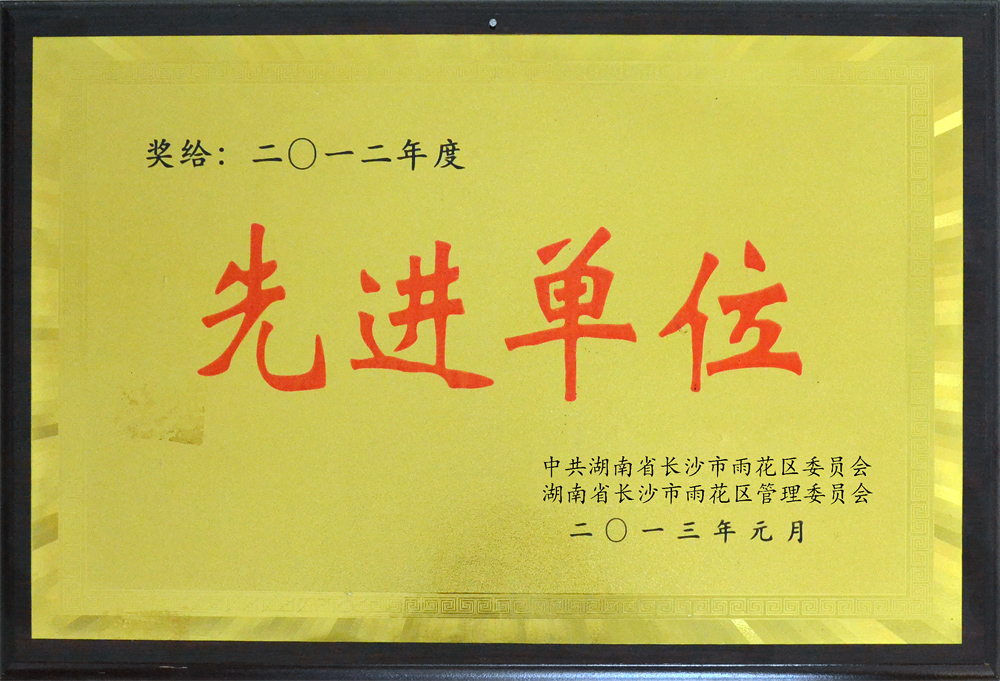 奖给：二〇一二年度
先进单位
中共湖南省长沙市雨花区委员会
湖南省长沙市雨花区管理委员会
二〇一三年元月